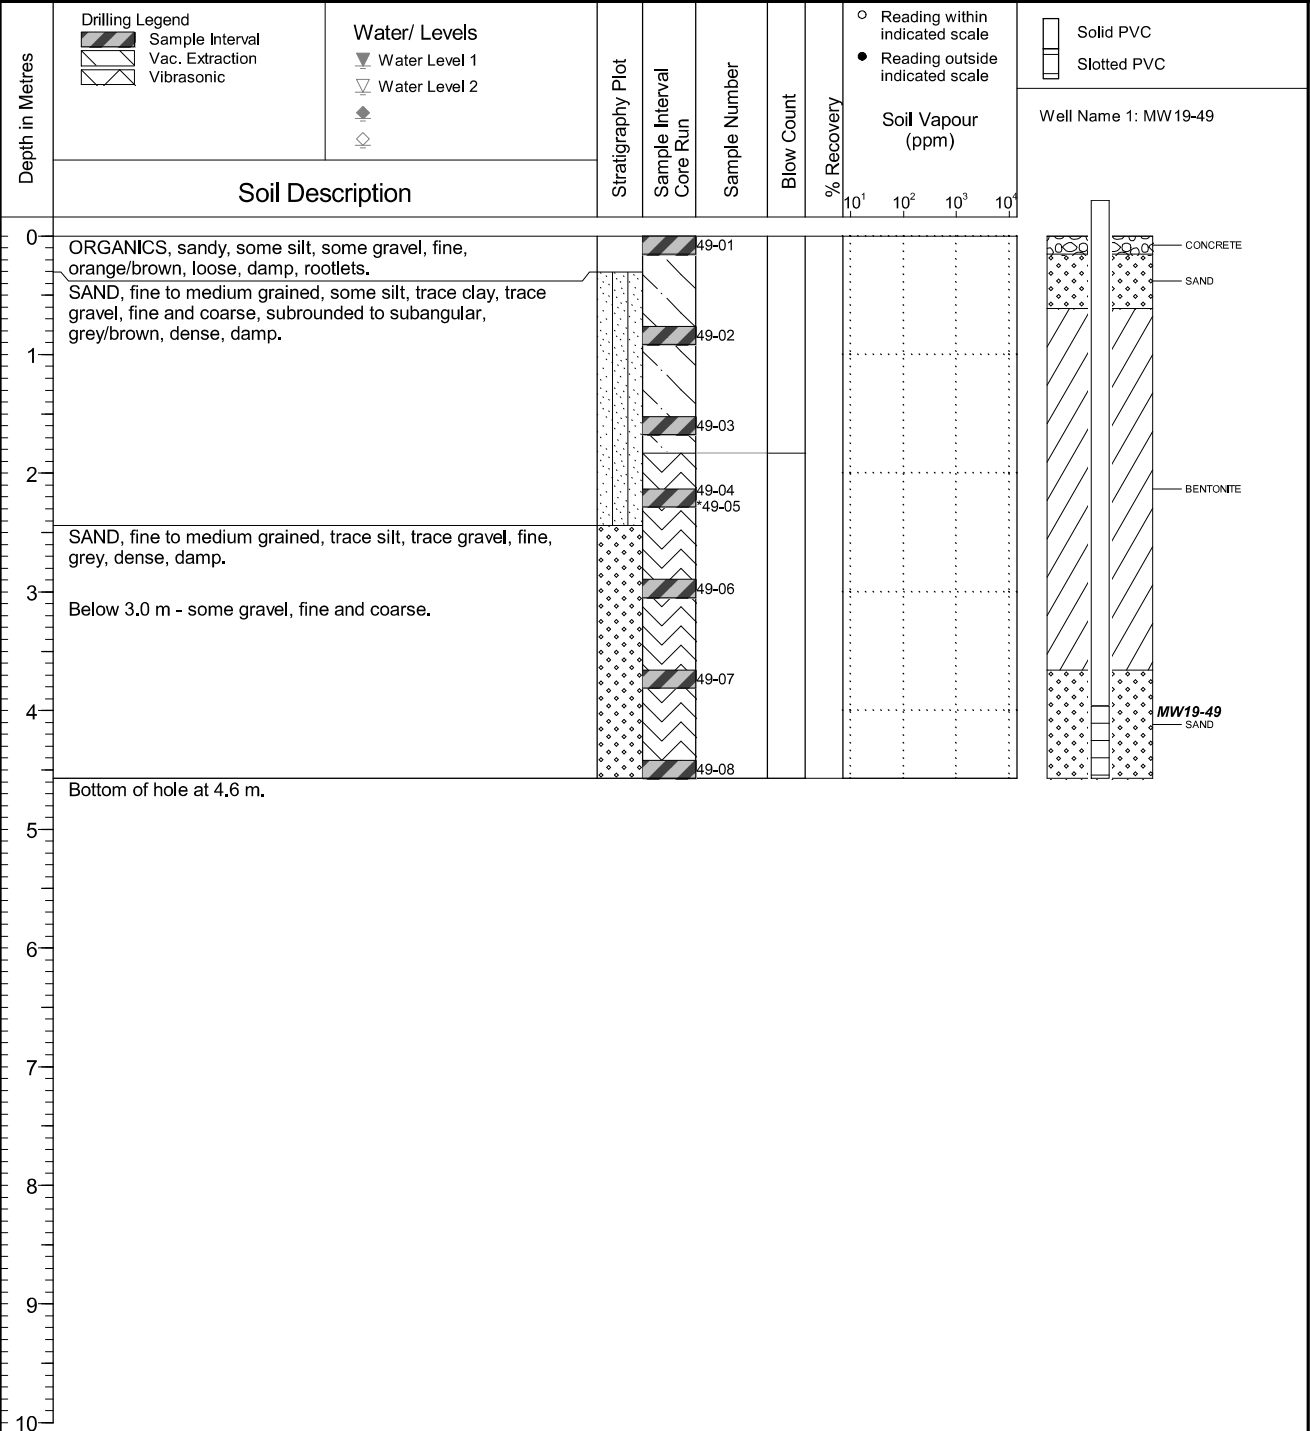 Depth in Metres
Drilling Legend
Sample Interval
Vac. Extraction
Vibrasonic
Water/ Levels
Water Level 1
Water Level 2
Soil Description
Stratigraphy Plot
Sample Interval
Core Run
Sample Number
Blow Count
% Recovery
Reading within
indicated scale
Reading outside
indicated scale
Soil Vapour
(ppm)
10¹ 10² 10³ 10⁴
Solid PVC
Slotted PVC
Well Name 1: MW19-49
0
1
2
3
4
5
6
7
8
9
10
ORGANICS, sandy, some silt, some gravel, fine,
orange/brown, loose, damp, rootlets.
SAND, fine to medium grained, some silt, trace clay, trace
gravel, fine and coarse, subrounded to subangular,
grey/brown, dense, damp.
SAND, fine to medium grained, trace silt, trace gravel, fine,
grey, dense, damp.
Below 3.0 m - some gravel, fine and coarse.
Bottom of hole at 4.6 m.
49-01
49-02
49-03
49-04
*49-05
49-06
49-07
49-08
CONCRETE
SAND
BENTONITE
MW19-49
SAND